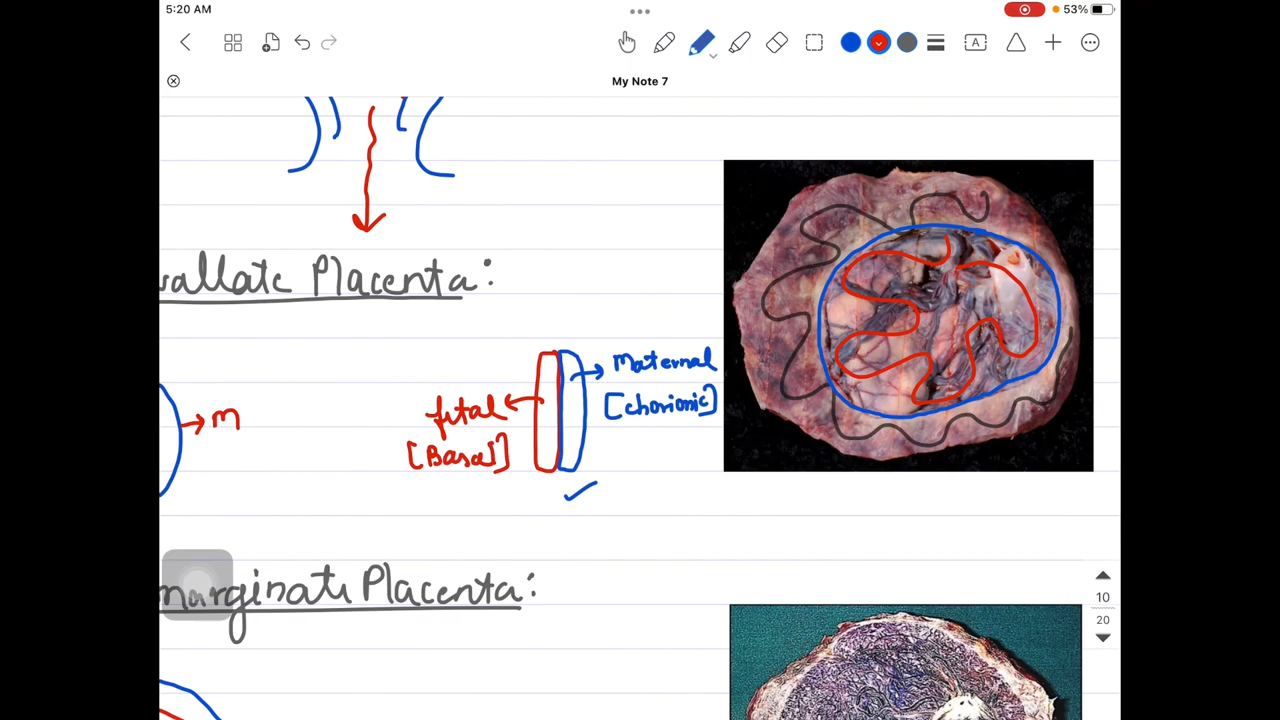 5:20 AM
53%
A
My Note 7
vallate Placenta:
Maternal
[chorionic]
fetal
[Basal]
m
marginate Placenta:
10
20